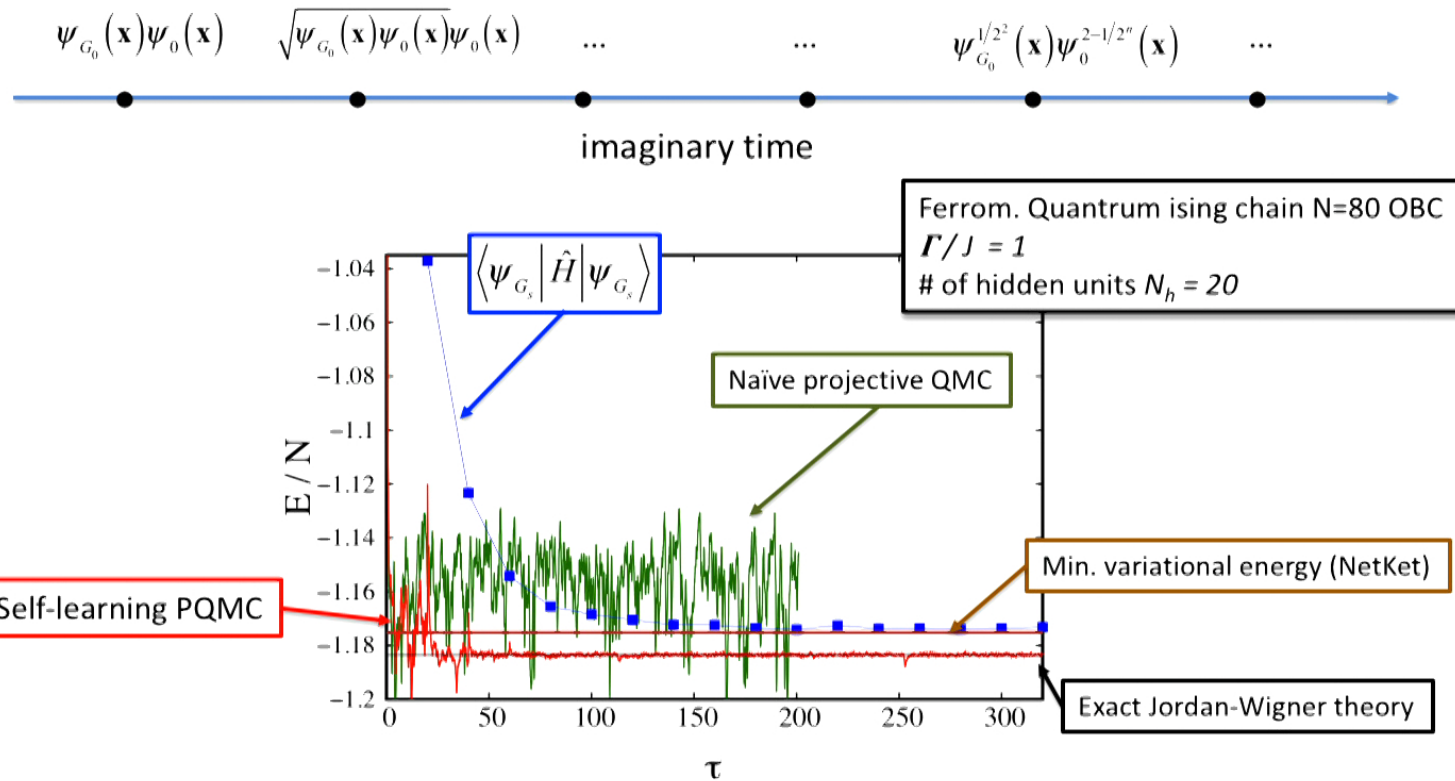 ψ_{G_0}(x)ψ_0(x) √(ψ_{G_0}(x)ψ_0(x))ψ_0(x) ... ... ψ_{G_0}^{1/2^2}(x)ψ_0^{2-1/2^n}(x) ...
imaginary time
Ferrom. Quantum ising chain N=80 OBC
Γ/J = 1
# of hidden units N_h = 20
⟨ψ_{G_s}|Ĥ|ψ_{G_s}⟩
Naïve projective QMC
Min. variational energy (NetKet)
Self-learning PQMC
Exact Jordan-Wigner theory
E / N
−1.04
−1.06
−1.08
−1.1
−1.12
−1.14
−1.16
−1.18
−1.2
0 50 100 150 200 250 300
τ